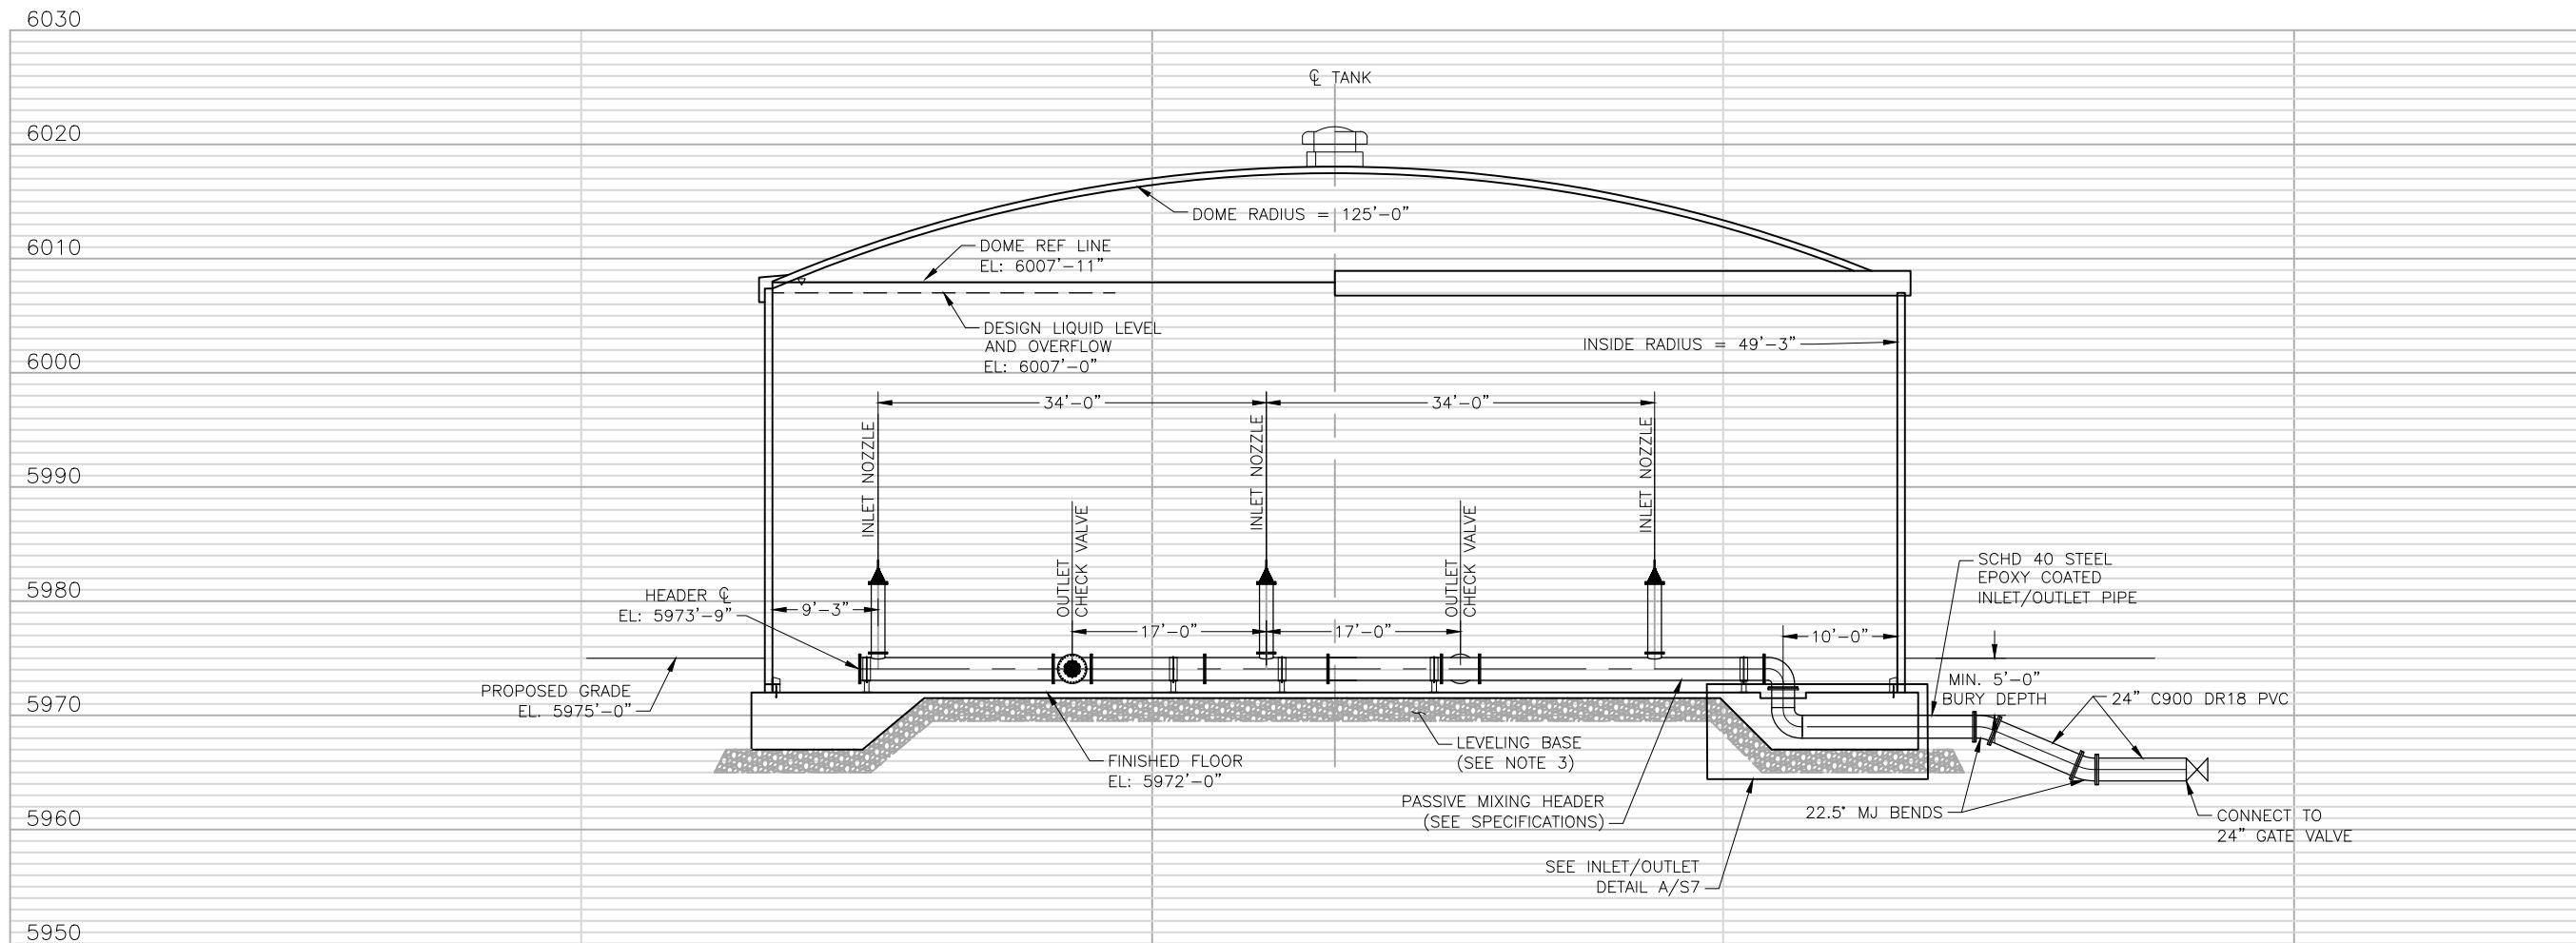 6030
℄ TANK
6020
DOME RADIUS = 125'-0"
6010
DOME REF LINE
EL: 6007'-11"
DESIGN LIQUID LEVEL
AND OVERFLOW
EL: 6007'-0"
INSIDE RADIUS = 49'-3"
6000
34'-0"
34'-0"
INLET NOZZLE
INLET NOZZLE
INLET NOZZLE
5990
OUTLET
CHECK VALVE
OUTLET
CHECK VALVE
5980
SCHD 40 STEEL
EPOXY COATED
INLET/OUTLET PIPE
HEADER ℄
EL: 5973'-9"
9'-3"
17'-0"
17'-0"
10'-0"
PROPOSED GRADE
EL. 5975'-0"
MIN. 5'-0"
BURY DEPTH
24" C900 DR18 PVC
5970
LEVELING BASE
(SEE NOTE 3)
FINISHED FLOOR
EL: 5972'-0"
PASSIVE MIXING HEADER
(SEE SPECIFICATIONS)
22.5° MJ BENDS
CONNECT TO
24" GATE VALVE
5960
SEE INLET/OUTLET
DETAIL A/S7
5950